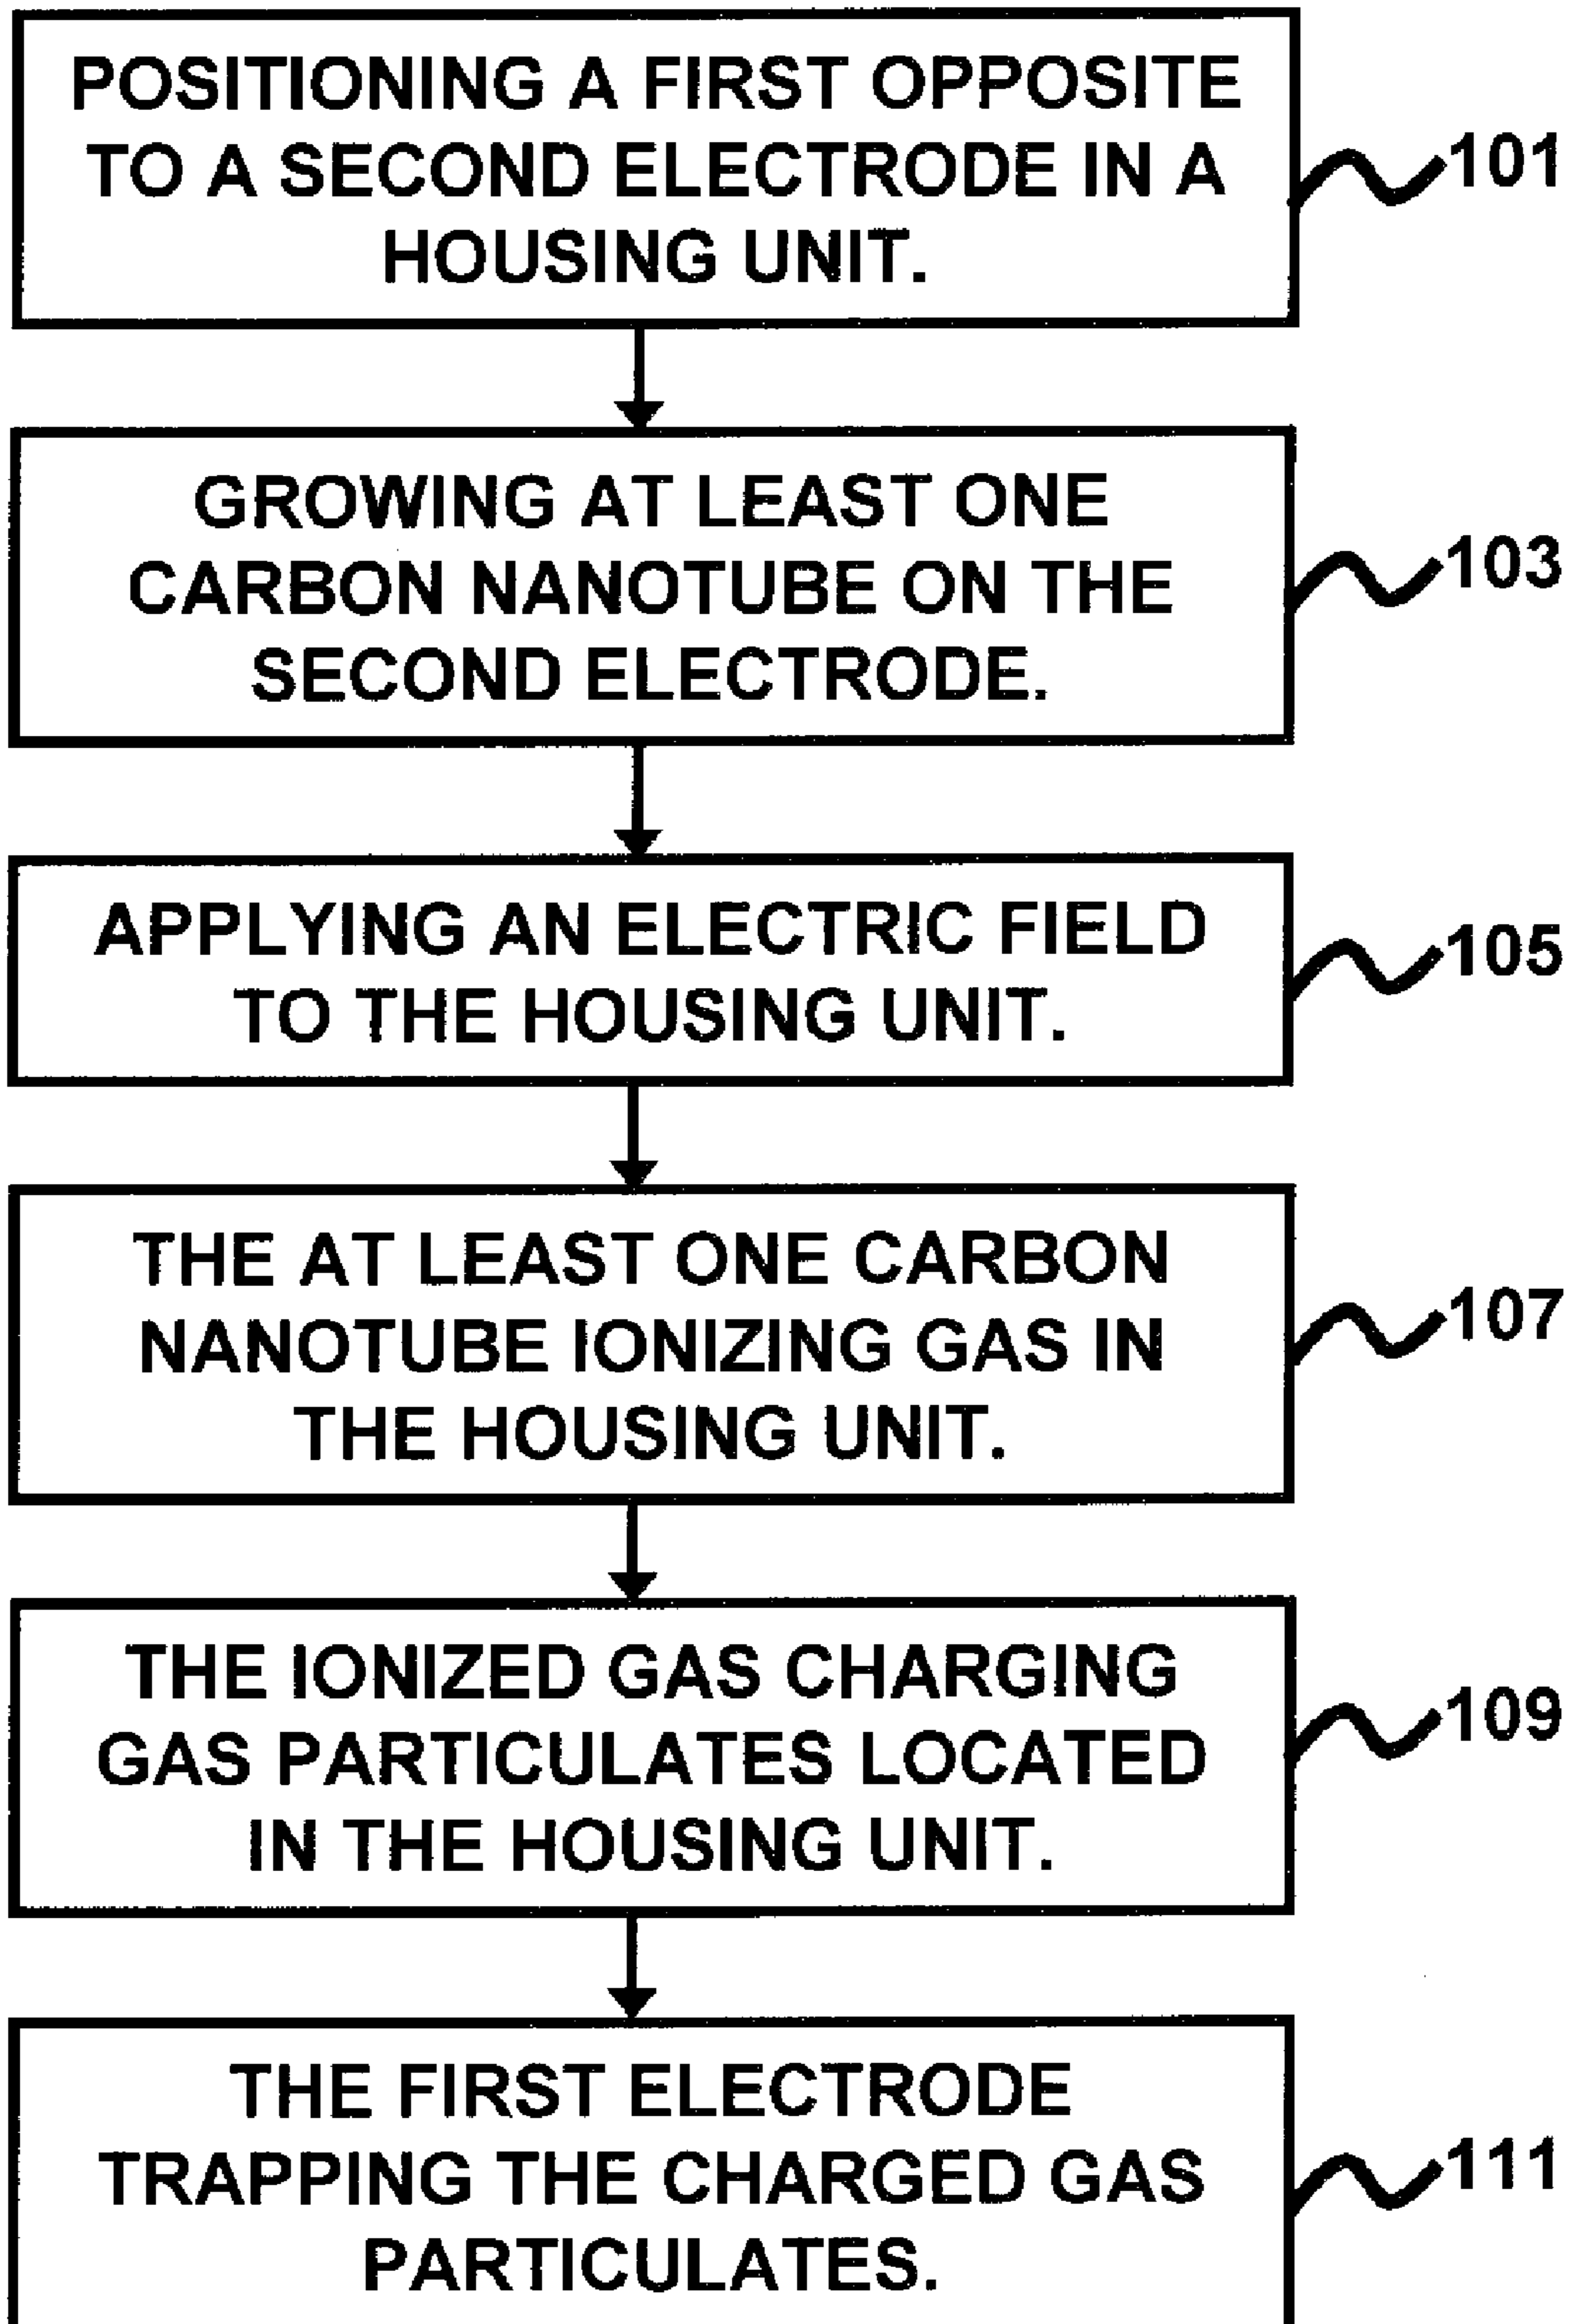 POSITIONING A FIRST OPPOSITE
TO A SECOND ELECTRODE IN A
HOUSING UNIT.
101
GROWING AT LEAST ONE
CARBON NANOTUBE ON THE
SECOND ELECTRODE.
103
APPLYING AN ELECTRIC FIELD
TO THE HOUSING UNIT.
105
THE AT LEAST ONE CARBON
NANOTUBE IONIZING GAS IN
THE HOUSING UNIT.
107
THE IONIZED GAS CHARGING
GAS PARTICULATES LOCATED
IN THE HOUSING UNIT.
109
THE FIRST ELECTRODE
TRAPPING THE CHARGED GAS
PARTICULATES.
111